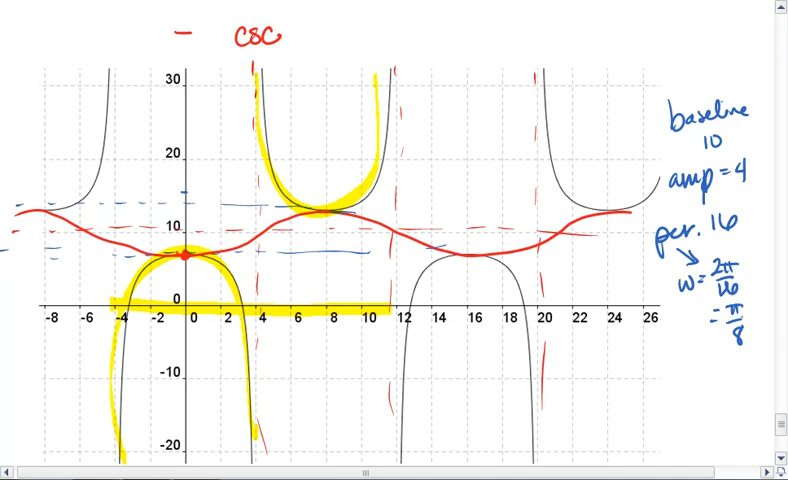 - csc
30
20
10
0
-8 -6 -4 -2 0 2 4 6 8 10 12 14 16 18 20 22 24 26
-10
-20
baseline
10
amp = 4
per. 16
w = 2π/16
= π/8